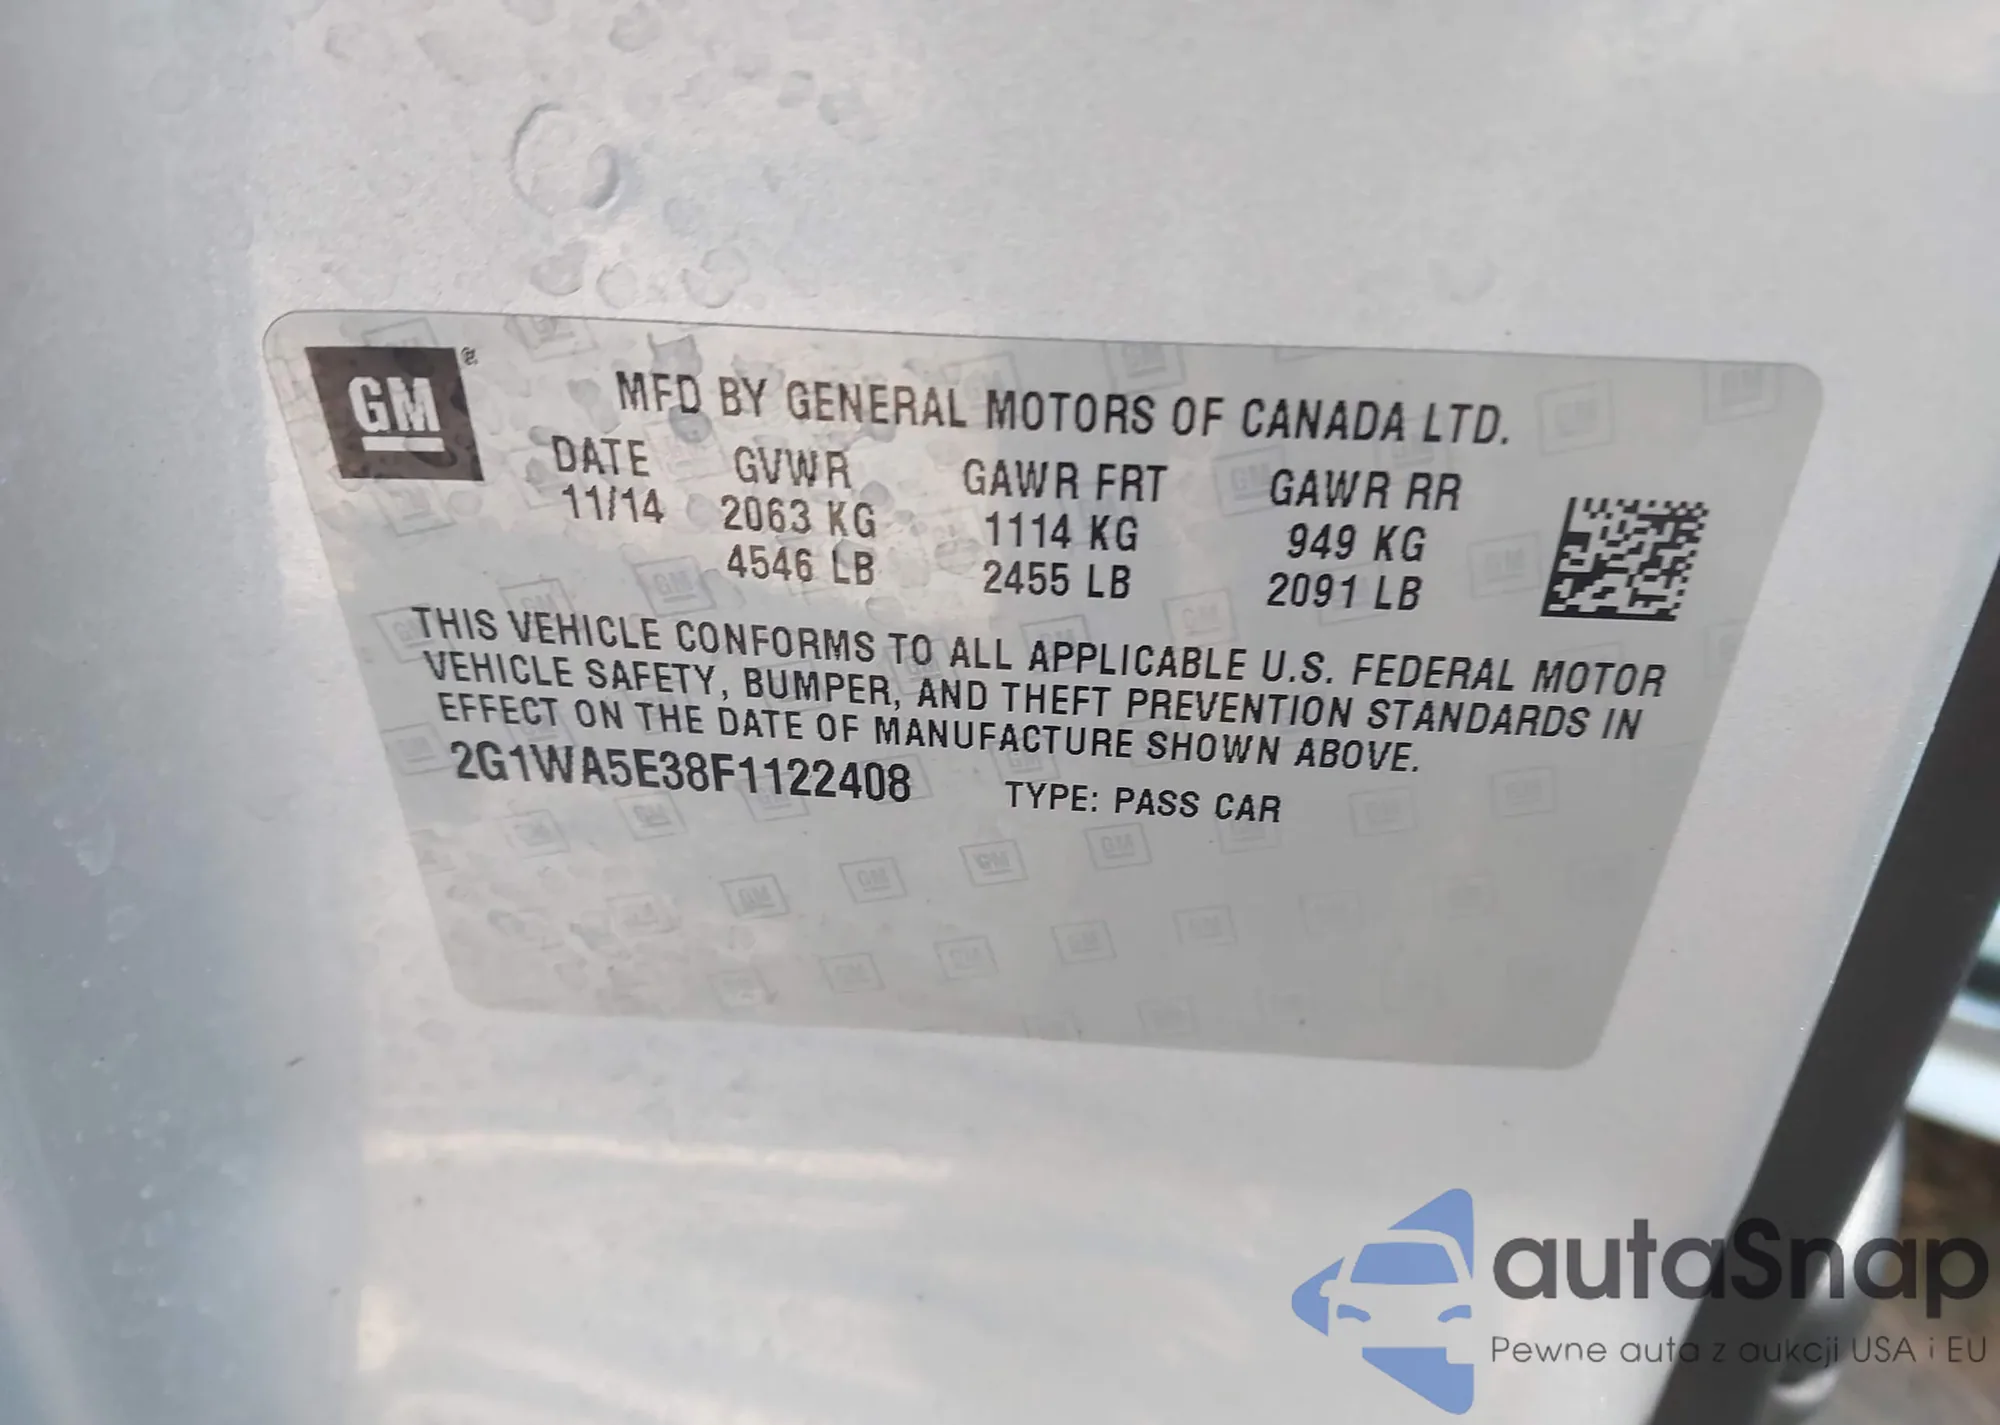 GM®
MFD BY GENERAL MOTORS OF CANADA LTD.
DATE GVWR GAWR FRT GAWR RR
11/14 2063 KG 1114 KG 949 KG
4546 LB 2455 LB 2091 LB
THIS VEHICLE CONFORMS TO ALL APPLICABLE U.S. FEDERAL MOTOR
VEHICLE SAFETY, BUMPER, AND THEFT PREVENTION STANDARDS IN
EFFECT ON THE DATE OF MANUFACTURE SHOWN ABOVE.
2G1WA5E38F1122408 TYPE: PASS CAR
autaSnap
Pewne auta z aukcji USA i EU